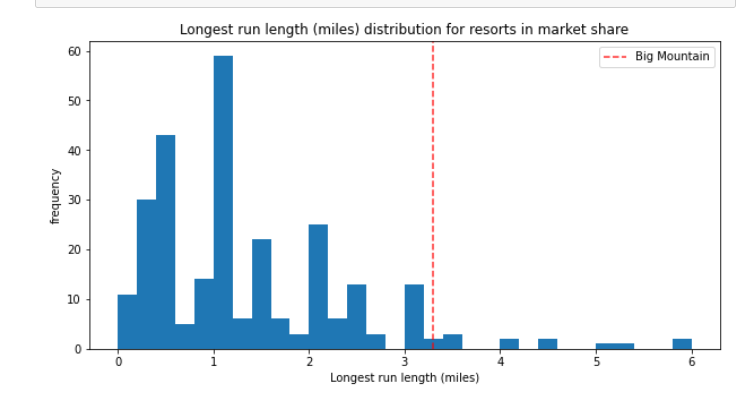 Longest run length (miles) distribution for resorts in market share
Big Mountain
60
50
40
30
20
10
0
frequency
0 1 2 3 4 5 6
Longest run length (miles)